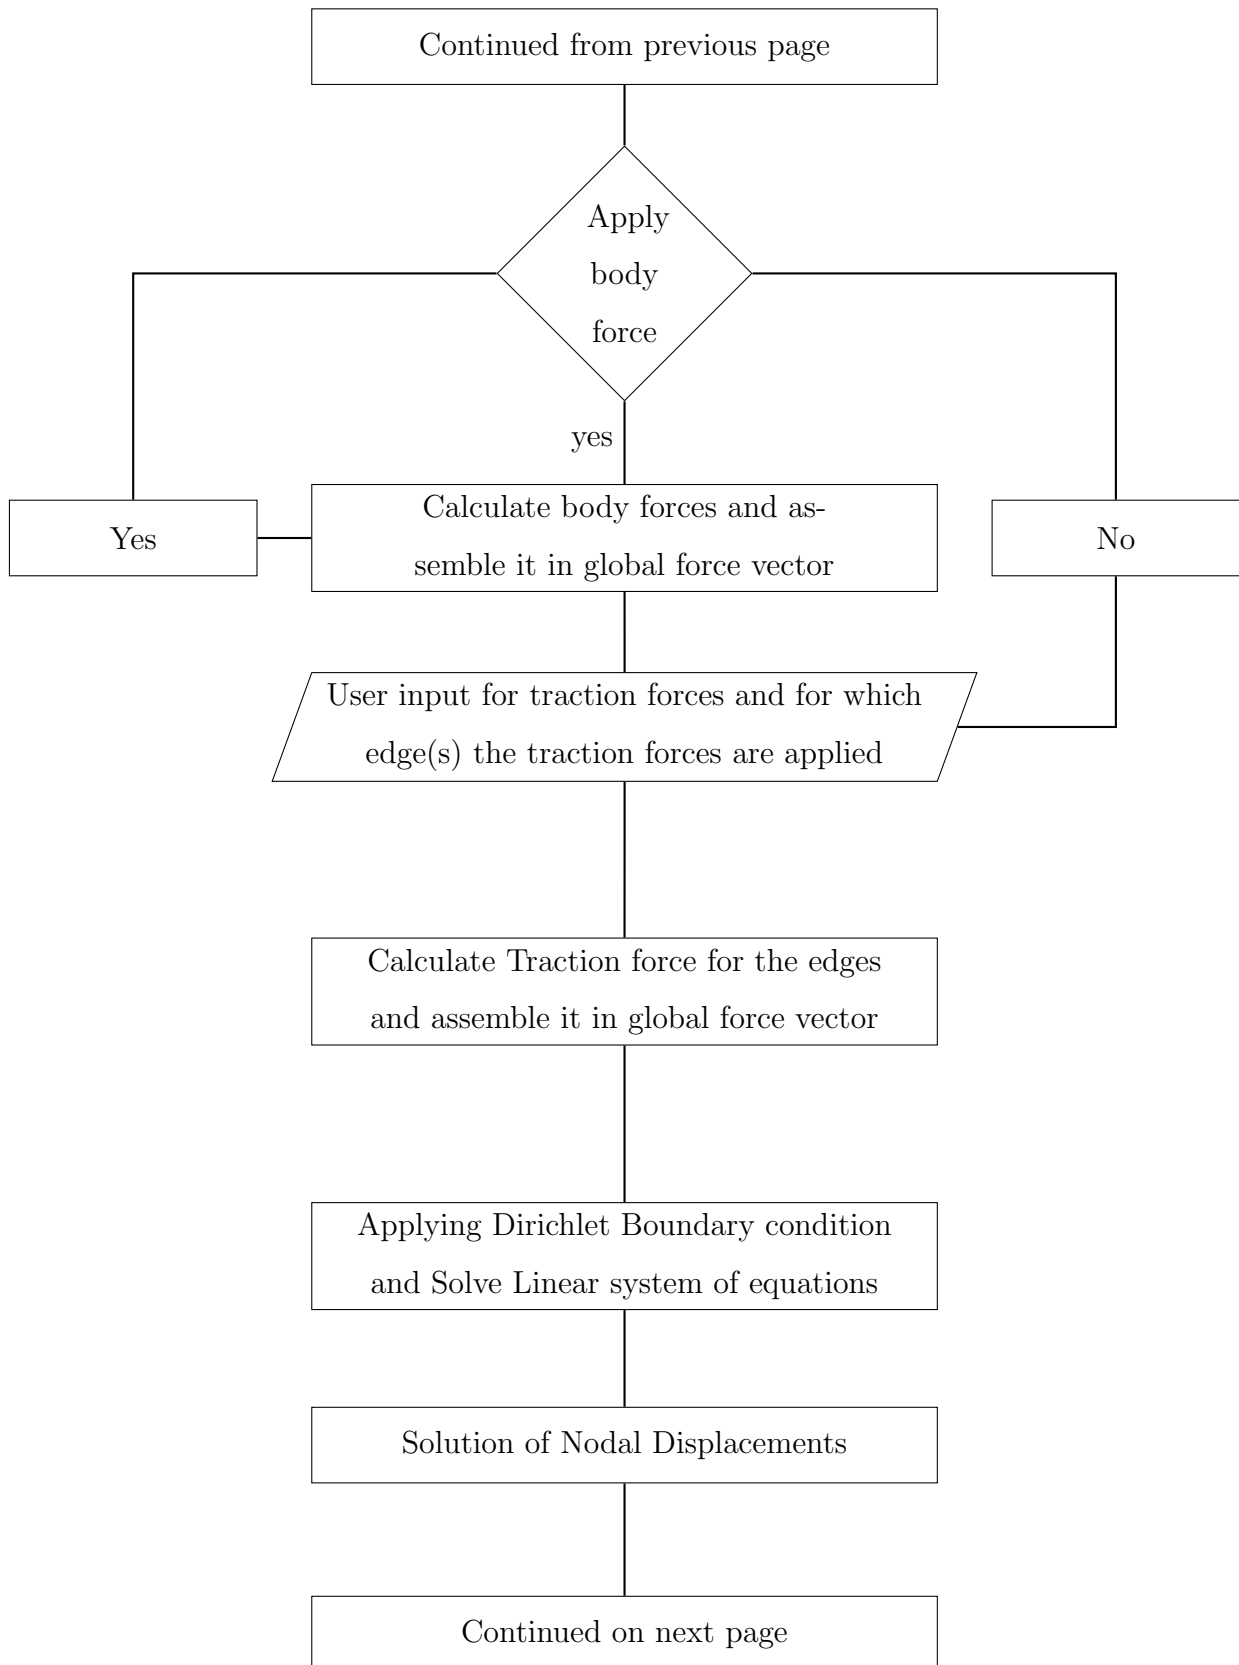 Continued from previous page
Apply
body
force
yes
Yes
Calculate body forces and as-
semble it in global force vector
No
User input for traction forces and for which
edge(s) the traction forces are applied
Calculate Traction force for the edges
and assemble it in global force vector
Applying Dirichlet Boundary condition
and Solve Linear system of equations
Solution of Nodal Displacements
Continued on next page